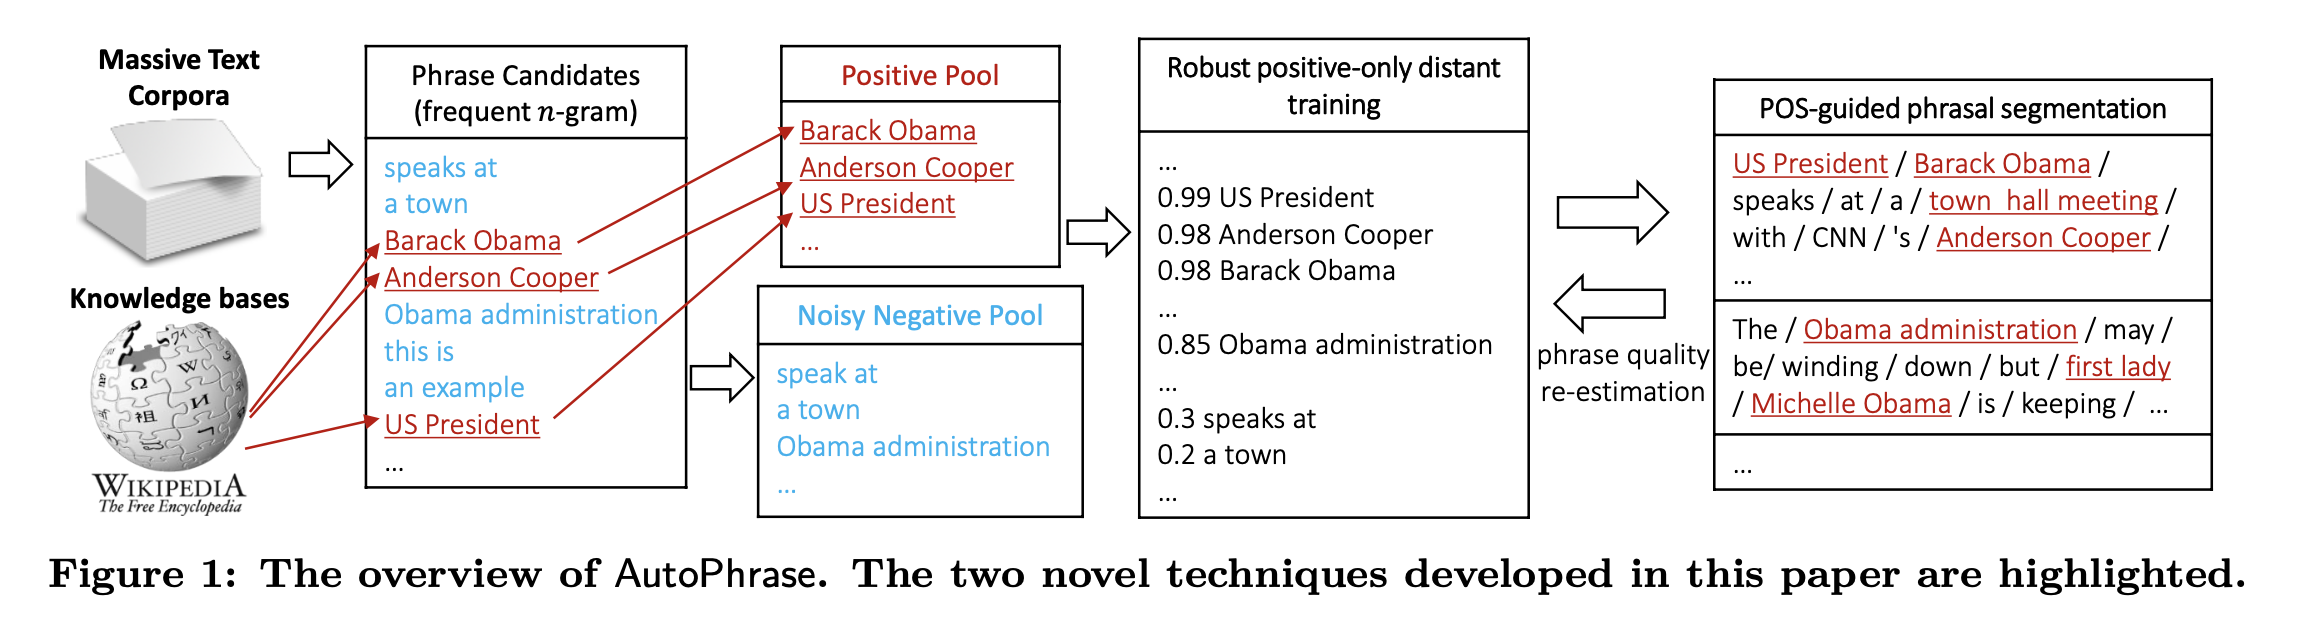 Massive Text
Corpora
Knowledge bases
WIKIPEDIA
The Free Encyclopedia
Phrase Candidates
(frequent n-gram)
speaks at
a town
Barack Obama
Anderson Cooper
Obama administration
this is
an example
US President
...
Positive Pool
Barack Obama
Anderson Cooper
US President
...
Noisy Negative Pool
speak at
a town
Obama administration
...
Robust positive-only distant
training
...
0.99 US President
0.98 Anderson Cooper
0.98 Barack Obama
...
0.85 Obama administration
...
0.3 speaks at
0.2 a town
...
phrase quality
re-estimation
POS-guided phrasal segmentation
US President / Barack Obama /
speaks / at / a / town hall meeting /
with / CNN / 's / Anderson Cooper /
...
The / Obama administration / may /
be/ winding / down / but / first lady
/ Michelle Obama / is / keeping / ...
...
Figure 1: The overview of AutoPhrase. The two novel techniques developed in this paper are highlighted.